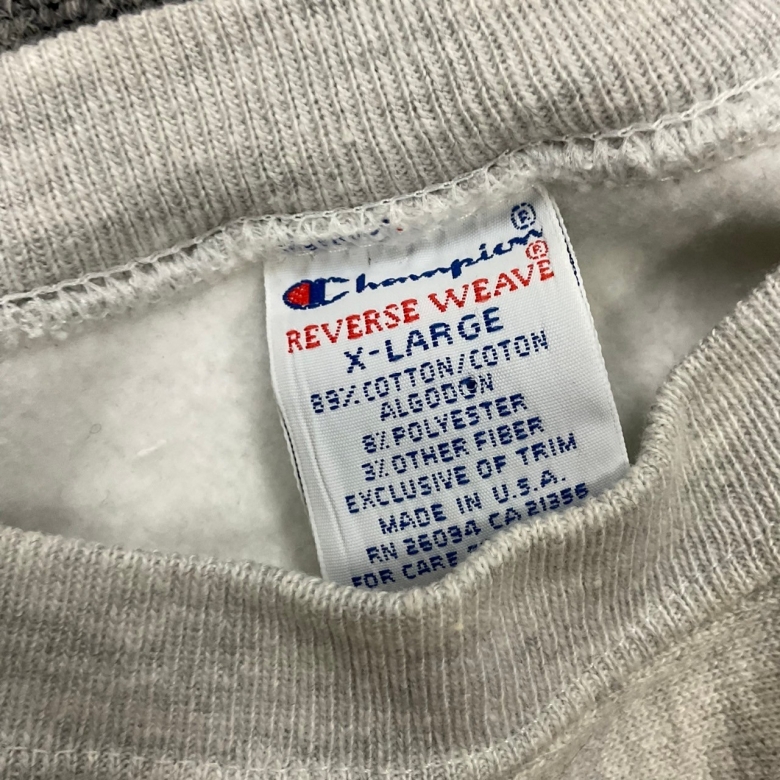 Champion®
REVERSE WEAVE®
X-LARGE
89% COTTON/COTON
ALGODON
8% POLYESTER
3% OTHER FIBER
EXCLUSIVE OF TRIM
MADE IN U.S.A.
RN 26094 CA 21356
FOR CARE